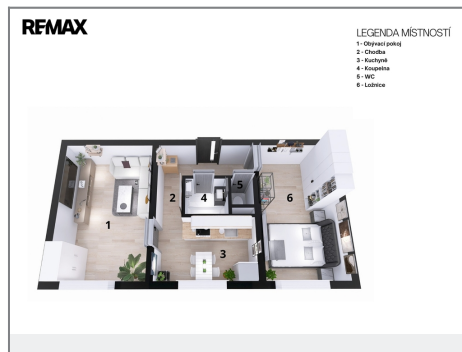 RE/MAX
LEGENDA MÍSTNOSTÍ
1 - Obývací pokoj
2 - Chodba
3 - Kuchyně
4 - Koupelna
5 - WC
6 - Ložnice
1
2
4
5
6
3